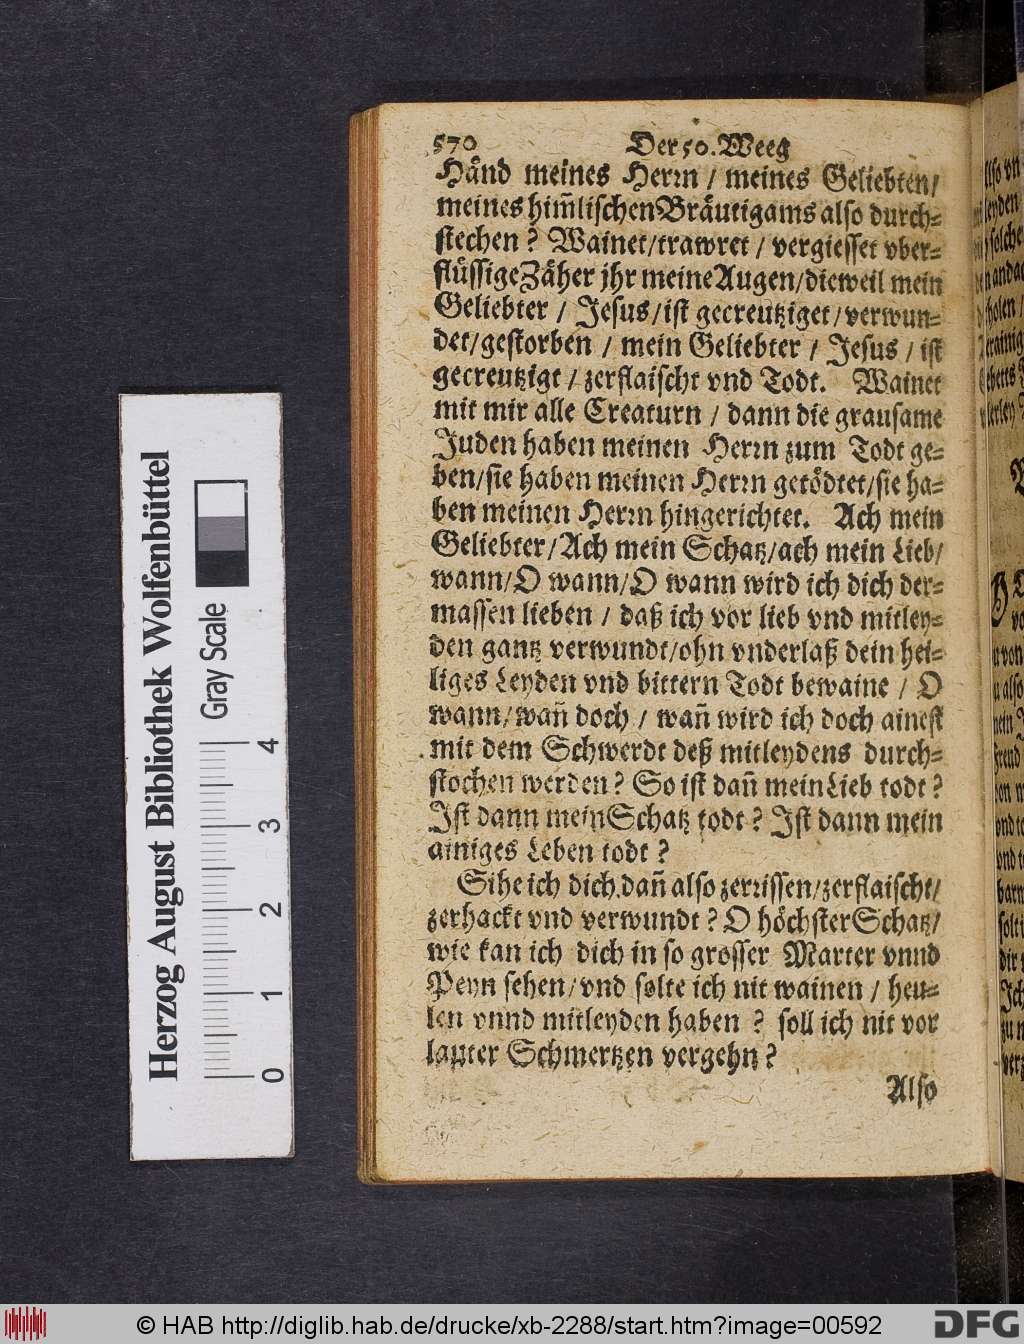 570 Der 50. Weeg
Händ meines Herrn / meines Geliebten/
meines him̃lischen Bräutigams also durch-
stechen? Wainet/trawret / vergiesset vber-
flüssige Zäher jhr meine Augen/dieweil mein
Geliebter / Jesus/ist gecreutziget/verwun-
det/gestorben / mein Geliebter / Jesus / ist
gecreutzigt / zerflaischt vnd Todt. Wainet
mit mir alle Creaturn / dann die grausame
Juden haben meinen Herrn zum Todt ge-
ben/sie haben meinen Herrn getödtet/sie ha-
ben meinen Herrn hingerichtet. Ach mein
Geliebter/Ach mein Schatz/ach mein Lieb/
wann/O wann/O wann wird ich dich der-
massen lieben / daß ich vor lieb vnd mitley-
den gantz verwundt/ohn vnderlaß dein hei-
liges Leyden vnd bittern Todt bewaine / O
wann/wañ doch / wañ wird ich doch ainest
mit dem Schwerdt deß mitleydens durch-
stochen werden? So ist dañ mein Lieb todt?
Ist dann mein Schatz todt? Ist dann mein
ainiges Leben todt?
Sihe ich dich dañ also zerrissen/zerflaischt/
zerhackt vnd verwundt? O höchster Schatz/
wie kan ich dich in so grosser Marter vnnd
Peyn sehen/vnd solte ich nit wainen / heu-
len vnnd mitleyden haben ? soll ich nit vor
lauter Schmertzen vergehn?
Also
Herzog August Bibliothek Wolfenbüttel
Gray Scale
0 1 2 3 4
© HAB http://diglib.hab.de/drucke/xb-2288/start.htm?image=00592
DFG